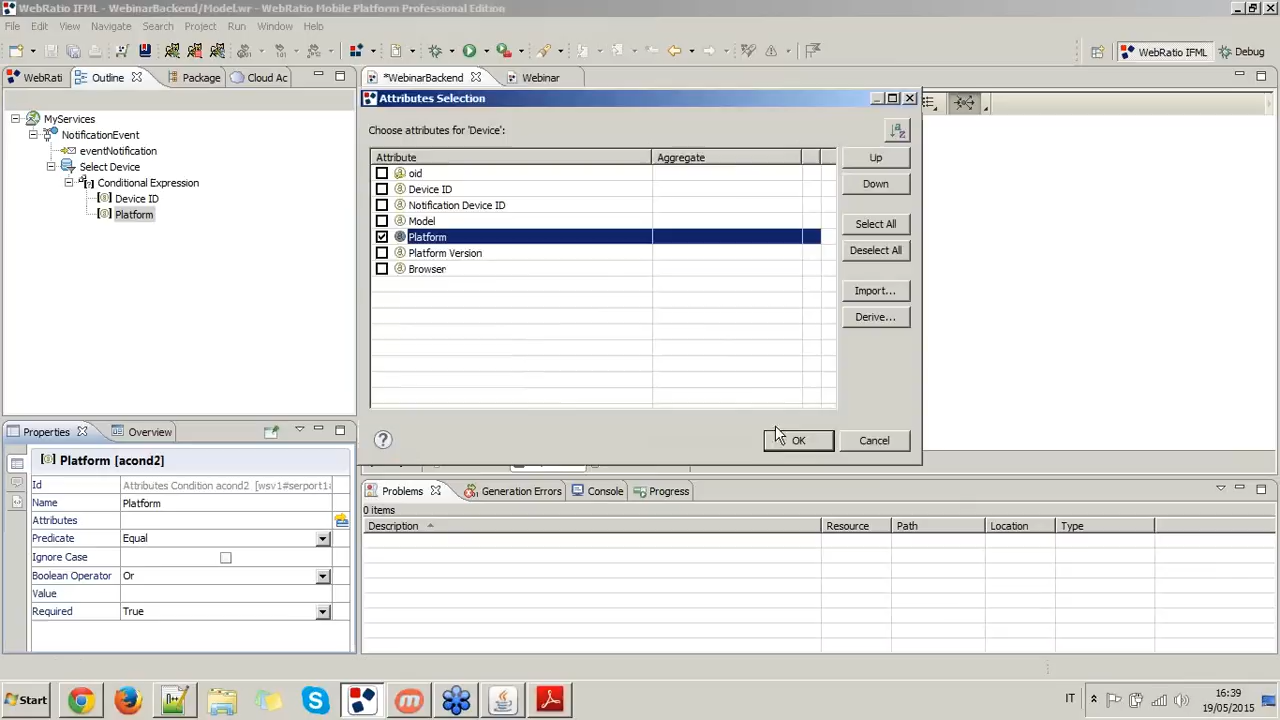 WebRatio IFML - WebinarBackend/Model.wr - WebRatio Mobile Platform Professional Edition
File Edit View Navigate Search Project Run Window Help
WebRatio IFML Debug
WebRati Outline Package Cloud Ac *WebinarBackend Webinar
Attributes Selection
MyServices
NotificationEvent
eventNotification
Select Device
Conditional Expression
Device ID
Platform
Choose attributes for 'Device':
Attribute Aggregate
oid
Device ID
Notification Device ID
Model
Platform
Platform Version
Browser
Up
Down
Select All
Deselect All
Import...
Derive...
OK Cancel
Properties Overview
Platform [acond2]
Id Attributes Condition acond2
Name Platform
Attributes
Predicate Equal
Ignore Case
Boolean Operator Or
Value
Required True
Problems Generation Errors Console Progress
0 items
Description Resource Path Location Type
Start
IT
16:39
19/05/2015